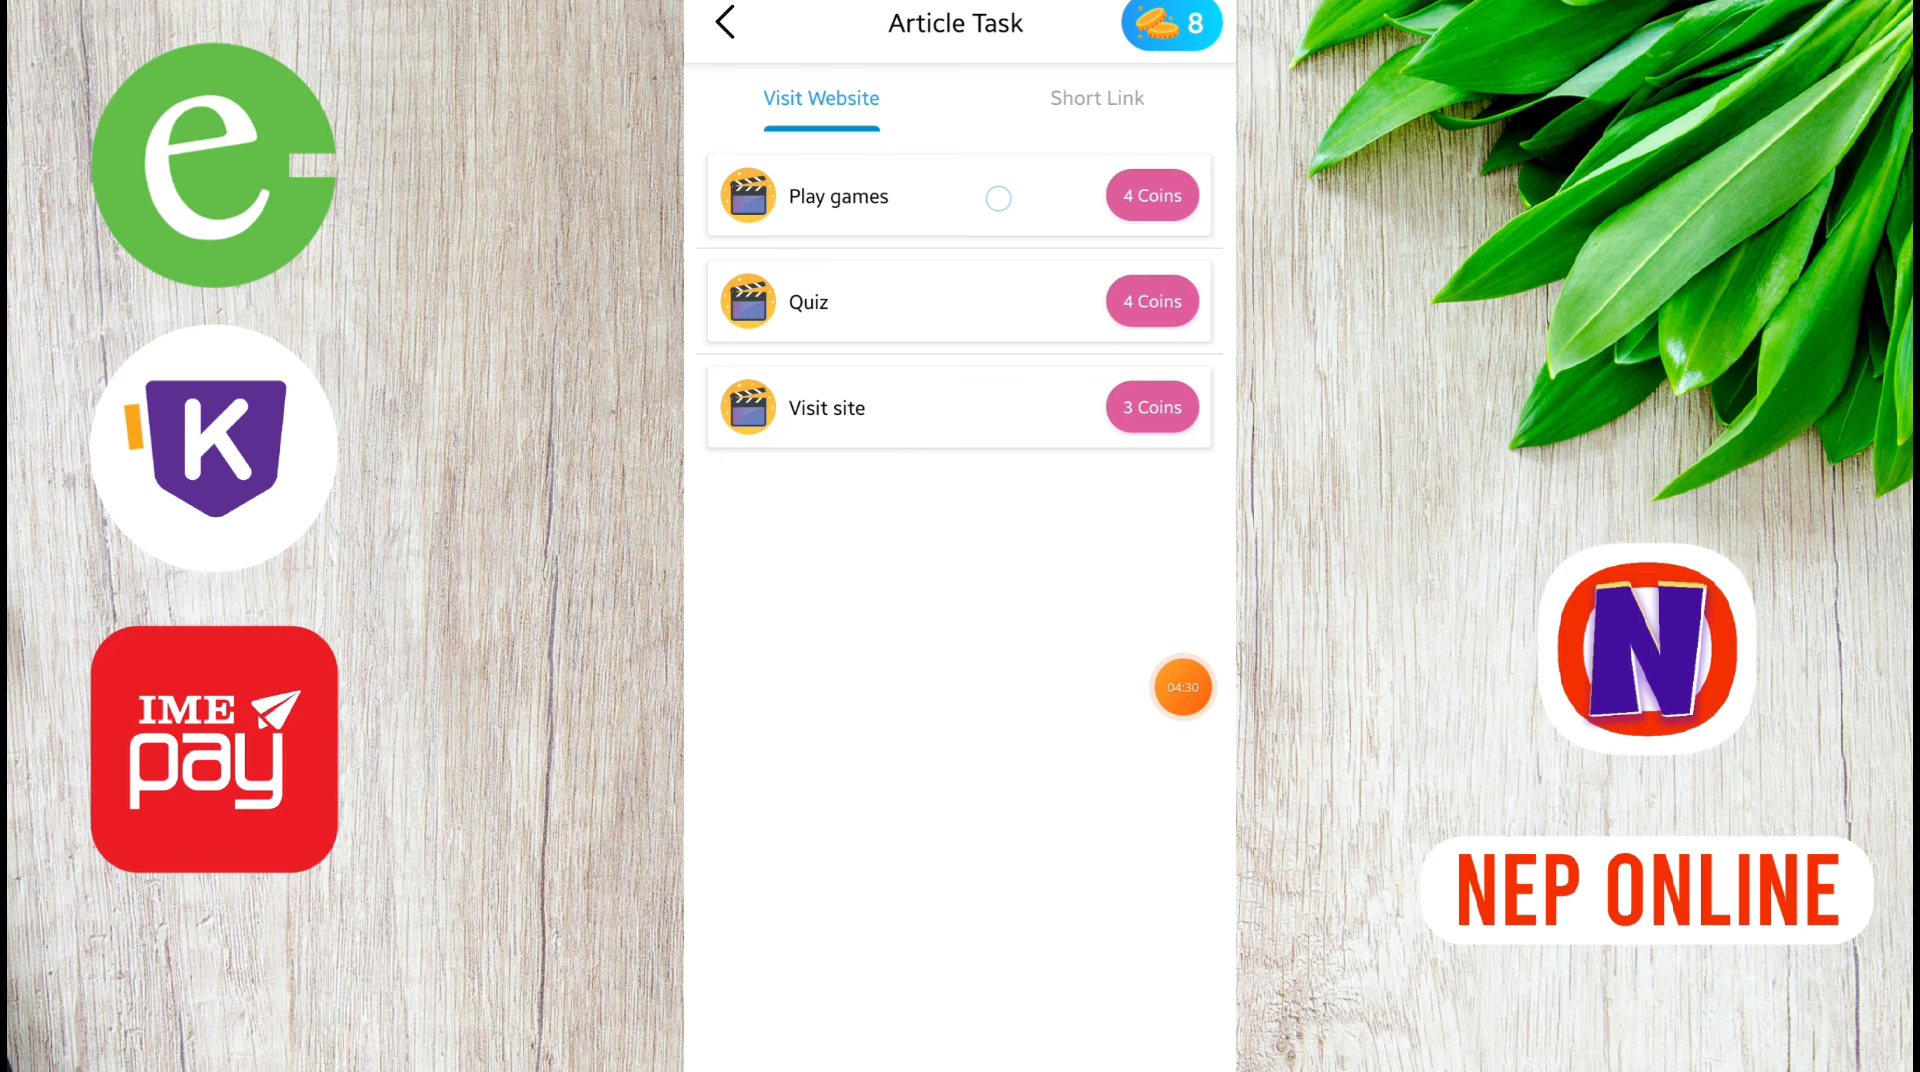 Article Task
8
Visit Website
Short Link
Play games
4 Coins
Quiz
4 Coins
Visit site
3 Coins
04:30
e
K
IME
pay
N
NEP ONLINE